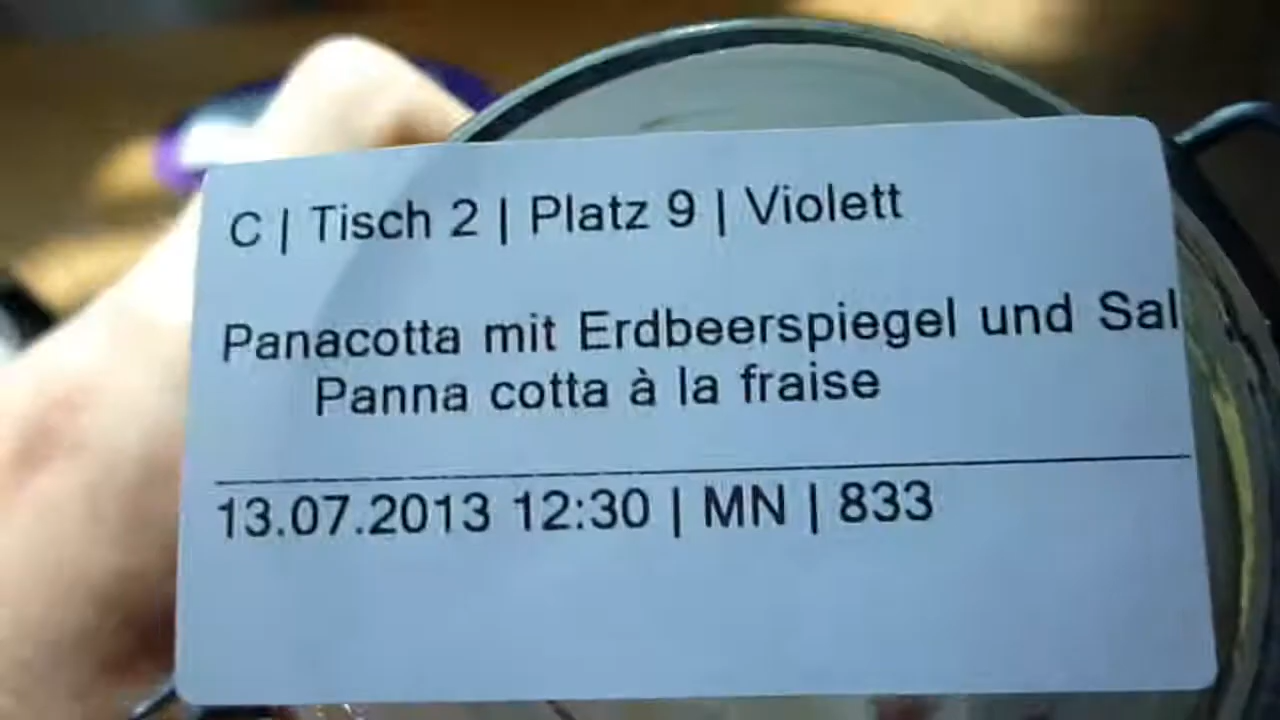 C | Tisch 2 | Platz 9 | Violett
Panacotta mit Erdbeerspiegel und Sal
Panna cotta à la fraise
13.07.2013 12:30 | MN | 833